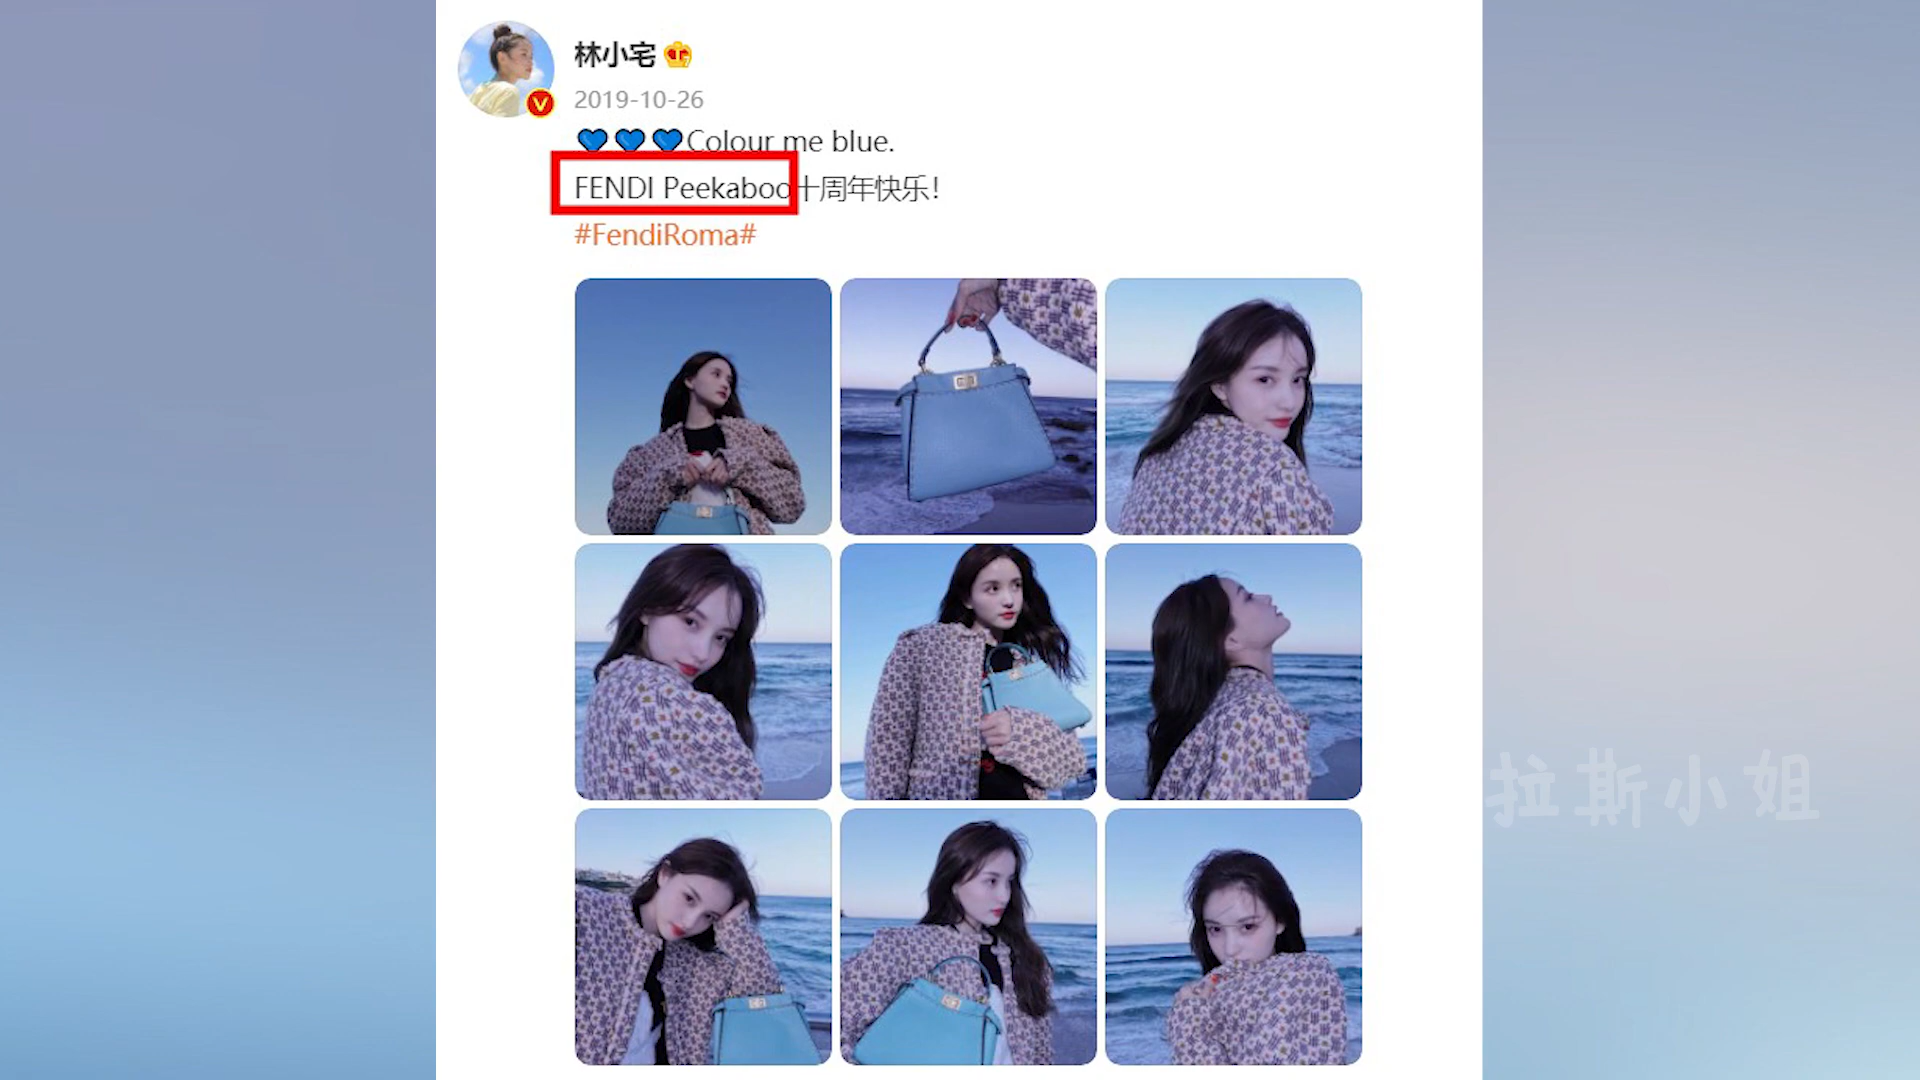 林小宅
2019-10-26
💙💙💙Colour me blue.
FENDI Peekaboo十周年快乐！
#FendiRoma#
拉斯小姐